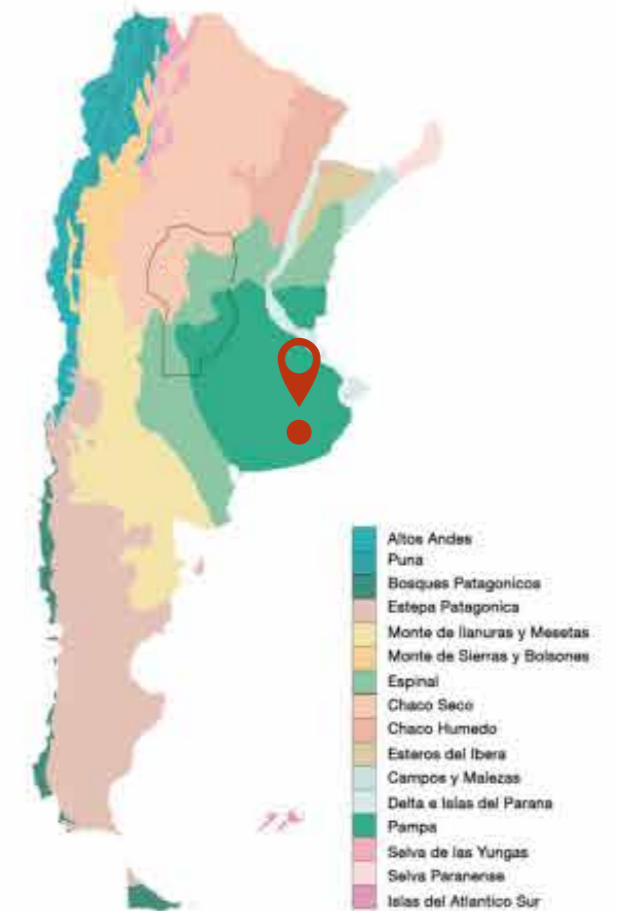 Altos Andes
Puna
Bosques Patagonicos
Estepa Patagonica
Monte de llanuras y Mesetas
Monte de Sierras y Bolsones
Espinal
Chaco Seco
Chaco Humedo
Esteros del Ibera
Campos y Malezas
Delta e Islas del Parana
Pampa
Selva de las Yungas
Selva Paranense
Islas del Atlantico Sur